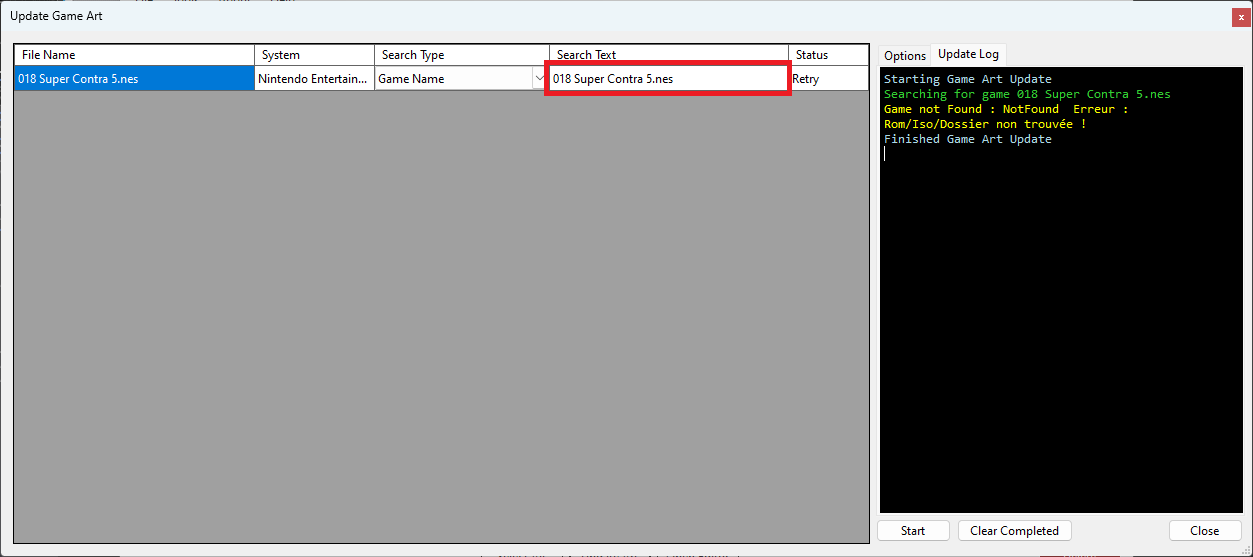 Update Game Art
x
File Name System Search Type Search Text Status
018 Super Contra 5.nes Nintendo Entertain... Game Name 018 Super Contra 5.nes Retry
Options Update Log
Starting Game Art Update
Searching for game 018 Super Contra 5.nes
Game not Found : NotFound  Erreur :
Rom/Iso/Dossier non trouvée !
Finished Game Art Update
Start Clear Completed Close